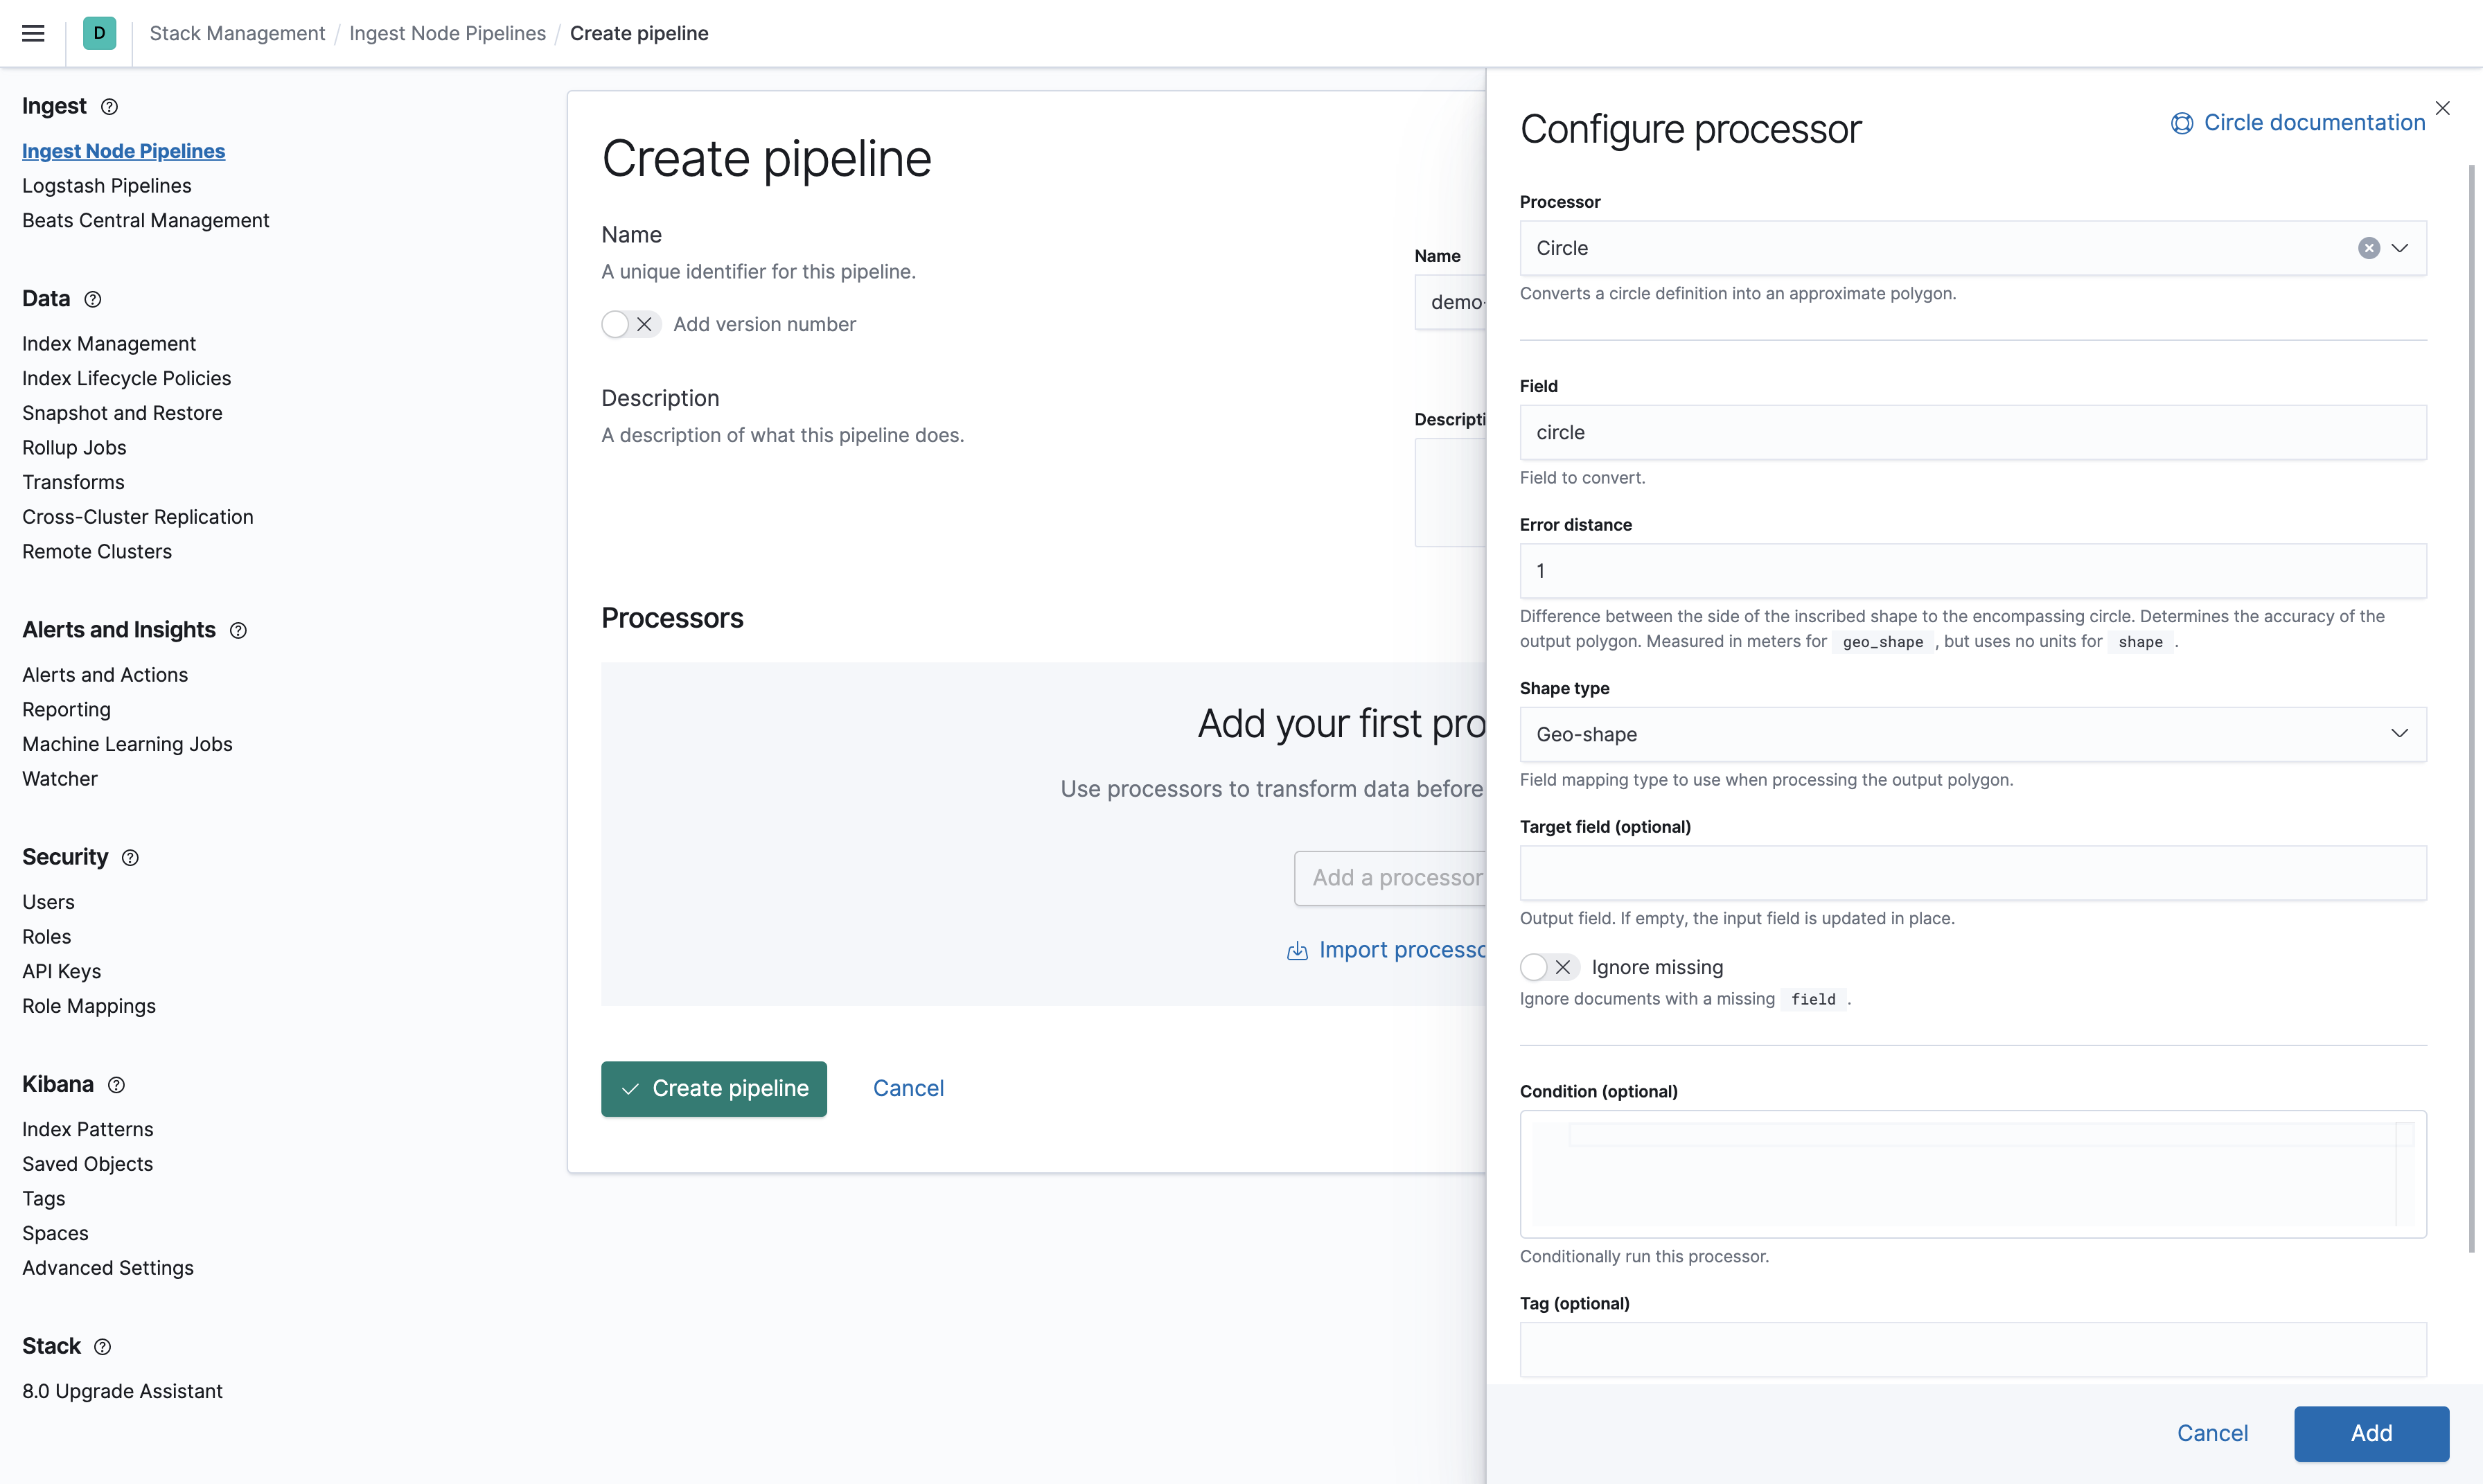 D
Stack Management / Ingest Node Pipelines / Create pipeline
Ingest
Ingest Node Pipelines
Logstash Pipelines
Beats Central Management
Data
Index Management
Index Lifecycle Policies
Snapshot and Restore
Rollup Jobs
Transforms
Cross-Cluster Replication
Remote Clusters
Alerts and Insights
Alerts and Actions
Reporting
Machine Learning Jobs
Watcher
Security
Users
Roles
API Keys
Role Mappings
Kibana
Index Patterns
Saved Objects
Tags
Spaces
Advanced Settings
Stack
8.0 Upgrade Assistant
Create pipeline
Name
A unique identifier for this pipeline.
Add version number
Name
demo-
Description
A description of what this pipeline does.
Descripti
Processors
Add your first pro
Use processors to transform data before
Add a processor
Import processo
Create pipeline
Cancel
Configure processor
Circle documentation
Processor
Circle
Converts a circle definition into an approximate polygon.
Field
circle
Field to convert.
Error distance
1
Difference between the side of the inscribed shape to the encompassing circle. Determines the accuracy of the
output polygon. Measured in meters for geo_shape , but uses no units for shape .
Shape type
Geo-shape
Field mapping type to use when processing the output polygon.
Target field (optional)
Output field. If empty, the input field is updated in place.
Ignore missing
Ignore documents with a missing field .
Condition (optional)
Conditionally run this processor.
Tag (optional)
Cancel
Add